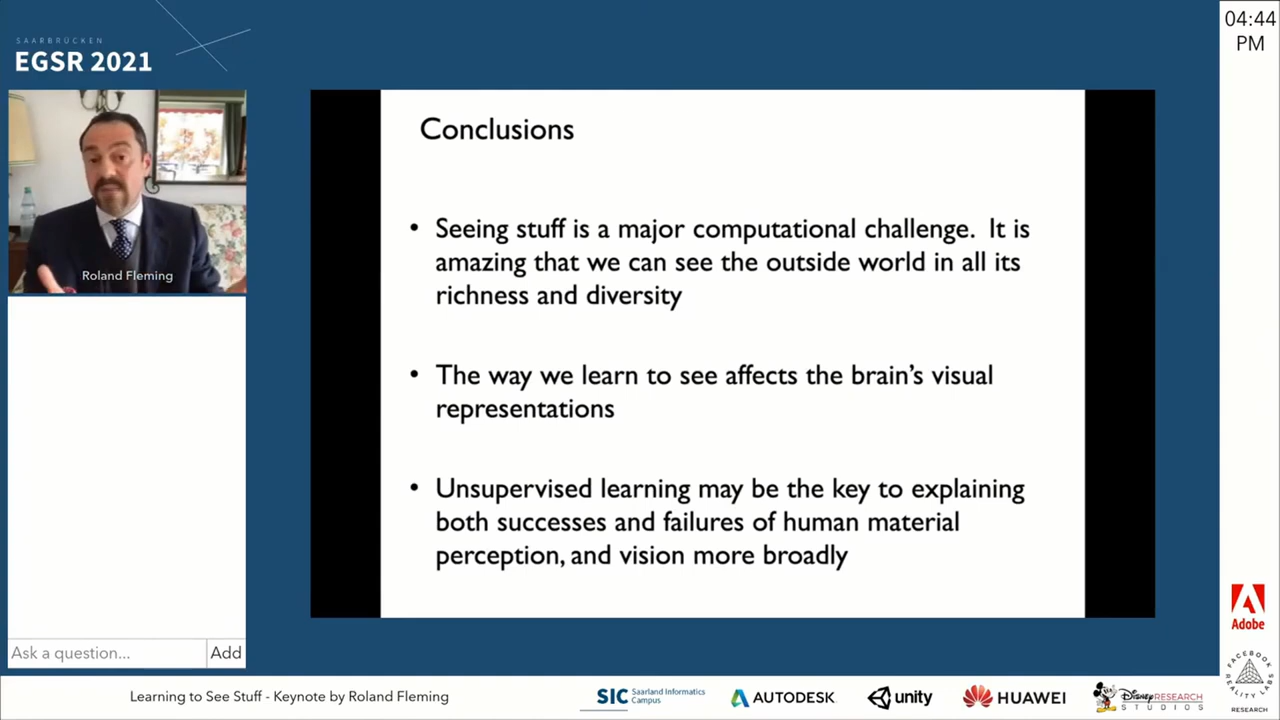 SAARBRÜCKEN
EGSR 2021
04:44
PM
Roland Fleming
Conclusions
• Seeing stuff is a major computational challenge. It is
amazing that we can see the outside world in all its
richness and diversity
• The way we learn to see affects the brain's visual
representations
• Unsupervised learning may be the key to explaining
both successes and failures of human material
perception, and vision more broadly
Ask a question...
Add
Adobe
FACEBOOK
REALITY LABS
RESEARCH
Learning to See Stuff - Keynote by Roland Fleming
SIC Saarland Informatics
Campus
AUTODESK
unity
HUAWEI
Disney RESEARCH
STUDIOS